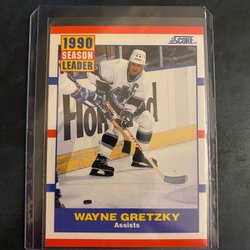 1990
SEASON
LEADER
SCORE
WAYNE GRETZKY
Assists